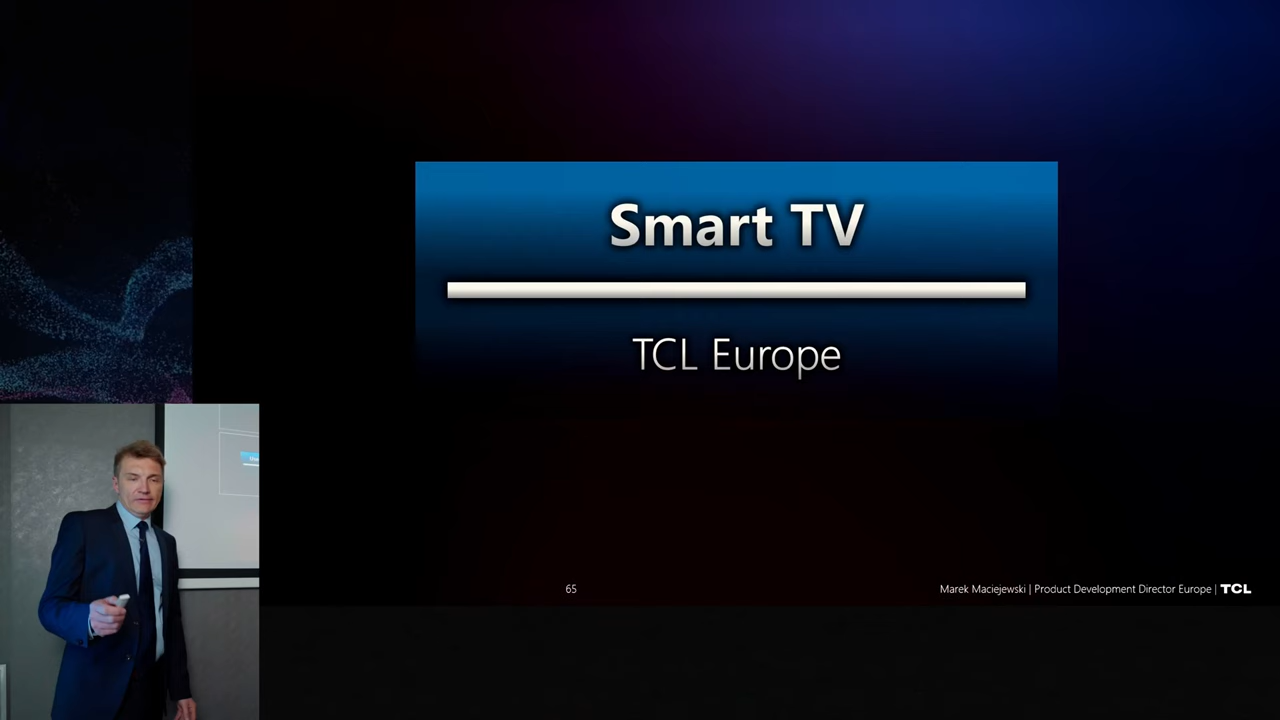 Smart TV
TCL Europe
65
Marek Maciejewski | Product Development Director Europe | TCL